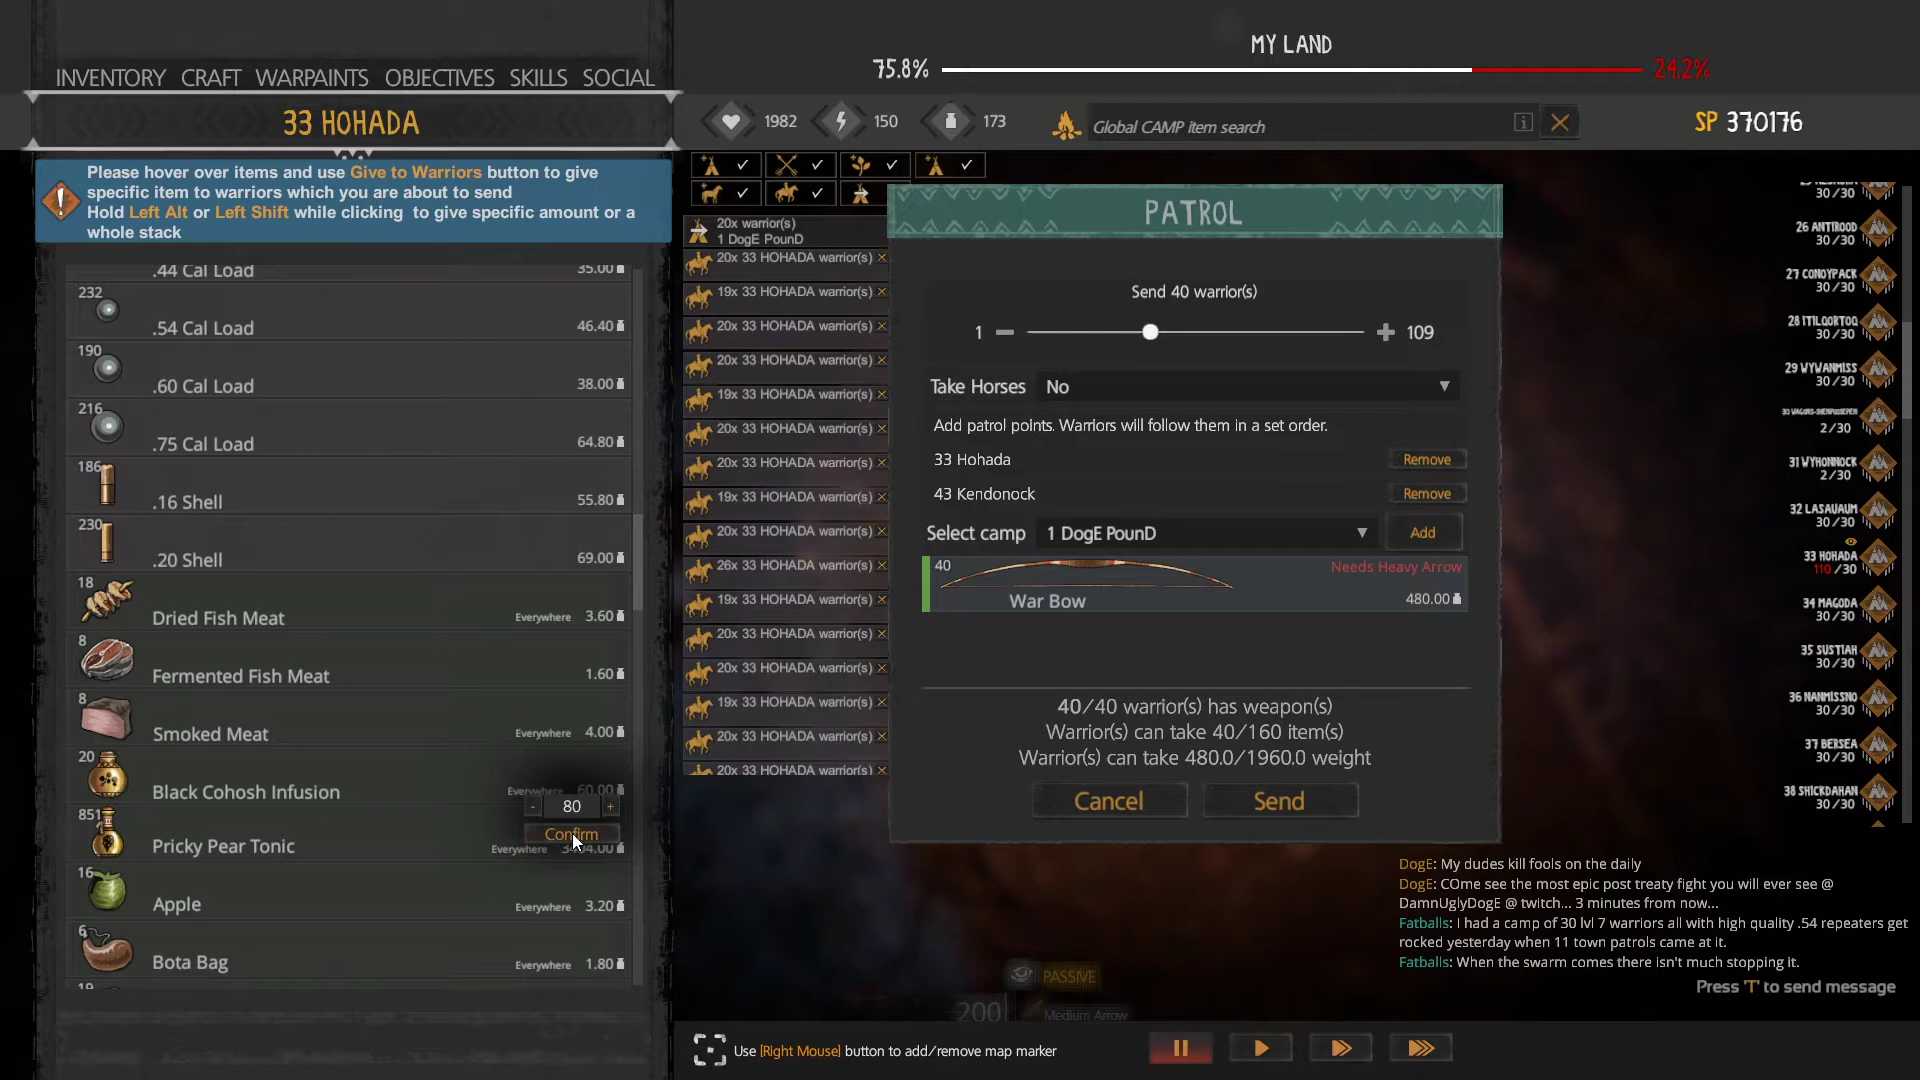 MY LAND
75.8%
24.2%
INVENTORY CRAFT WARPAINTS OBJECTIVES SKILLS SOCIAL
33 HOHADA
1982
150
173
Global CAMP item search
SP 370176
Please hover over items and use Give to Warriors button to give
specific item to warriors which you are about to send
Hold Left Alt or Left Shift while clicking to give specific amount or a
whole stack
.44 Cal Load 35.00
232
.54 Cal Load 46.40
190
.60 Cal Load 38.00
216
.75 Cal Load 64.80
186
.16 Shell 55.80
230
.20 Shell 69.00
18
Dried Fish Meat Everywhere 3.60
8
Fermented Fish Meat 1.60
8
Smoked Meat Everywhere 4.00
20
Black Cohosh Infusion Everywhere 60.00
- 80 +
Confirm
851
Pricky Pear Tonic Everywhere
16
Apple Everywhere 3.20
6
Bota Bag Everywhere 1.80
19
20x warrior(s)
1 DogE PounD
20x 33 HOHADA warrior(s)
19x 33 HOHADA warrior(s)
20x 33 HOHADA warrior(s)
20x 33 HOHADA warrior(s)
19x 33 HOHADA warrior(s)
20x 33 HOHADA warrior(s)
20x 33 HOHADA warrior(s)
19x 33 HOHADA warrior(s)
20x 33 HOHADA warrior(s)
26x 33 HOHADA warrior(s)
19x 33 HOHADA warrior(s)
20x 33 HOHADA warrior(s)
20x 33 HOHADA warrior(s)
19x 33 HOHADA warrior(s)
20x 33 HOHADA warrior(s)
20x 33 HOHADA warrior(s)
PATROL
Send 40 warrior(s)
1 109
Take Horses No
Add patrol points. Warriors will follow them in a set order.
33 Hohada Remove
43 Kendonock Remove
Select camp 1 DogE PounD Add
40 Needs Heavy Arrow
War Bow 480.00
40/40 warrior(s) has weapon(s)
Warrior(s) can take 40/160 item(s)
Warrior(s) can take 480.0/1960.0 weight
Cancel Send
26 ANTIROOD
30/30
27 CONOYPACK
30/30
28 ITILQORTOQ
30/30
29 WYWANMISS
30/30
2/30
31 WYHONNOCK
2/30
32 LASAUAUM
30/30
33 HOHADA
110/30
34 MAGODA
30/30
35 SUSTIAH
30/30
36 NANMISSNO
30/30
37 BERSEA
30/30
38 SHICKDAHAN
30/30
DogE: My dudes kill fools on the daily
DogE: COme see the most epic post treaty fight you will ever see @
DamnUglyDogE @ twitch... 3 minutes from now...
Fatballs: I had a camp of 30 lvl 7 warriors all with high quality .54 repeaters get
rocked yesterday when 11 town patrols came at it.
Fatballs: When the swarm comes there isn't much stopping it.
Press 'T' to send message
PASSIVE
200 Medium Arrow
Use [Right Mouse] button to add/remove map marker